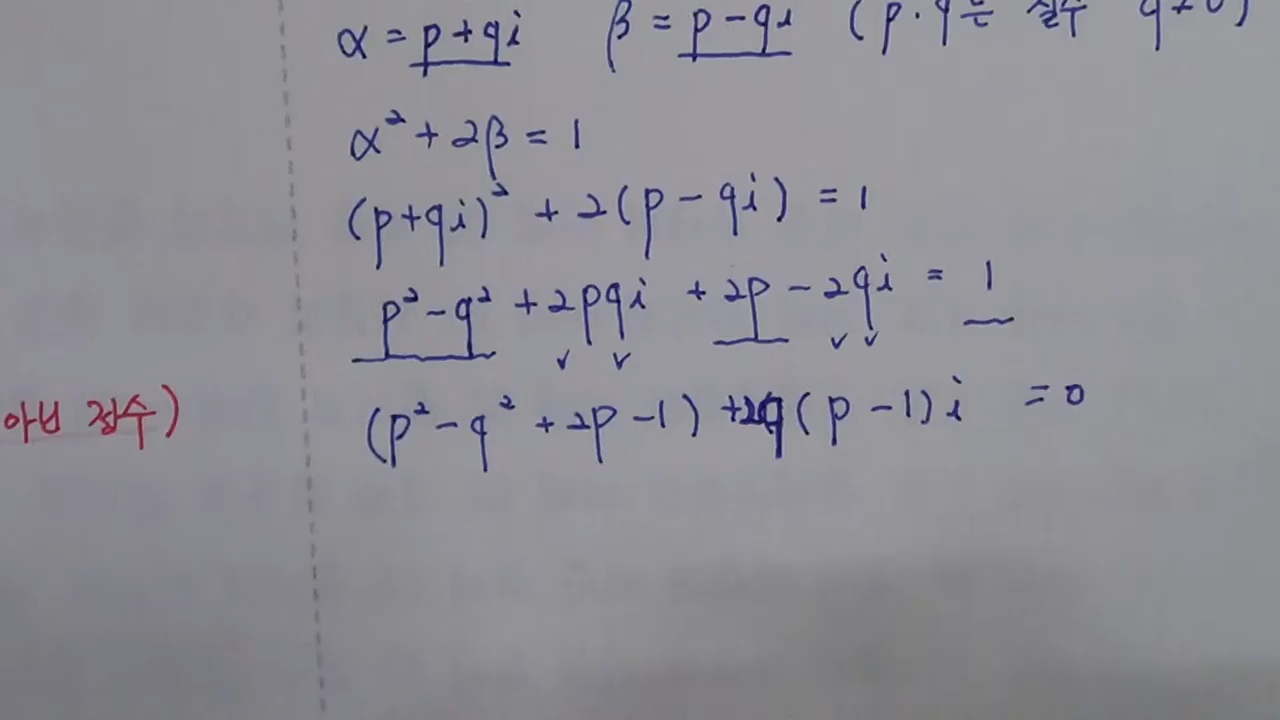 α = p+qi β = p-qi (p·q는 실수 q≠0)
α² + 2β = 1
(p+qi)² + 2(p - qi) = 1
p² - q² + 2pqi + 2p - 2qi = 1
아닌 정수) (p² - q² + 2p - 1) + 2q(p - 1)i = 0